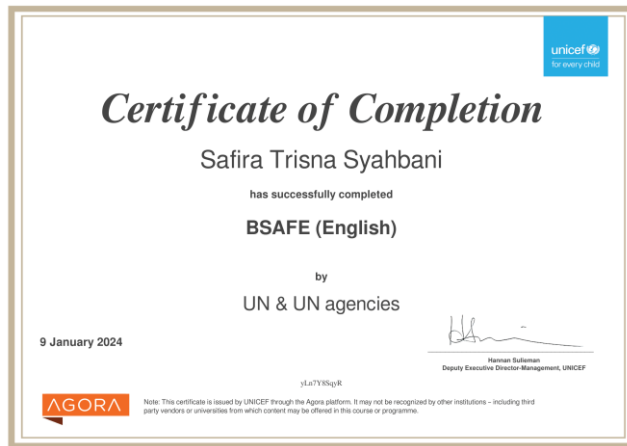 unicef
for every child
Certificate of Completion
Safira Trisna Syahbani
has successfully completed
BSAFE (English)
by
UN & UN agencies
9 January 2024
Hannan Sulieman
Deputy Executive Director-Management, UNICEF
yLn7Y8SqyR
AGORA
Note: This certificate is issued by UNICEF through the Agora platform. It may not be recognized by other institutions – including third
party vendors or universities from which content may be offered in this course or programme.